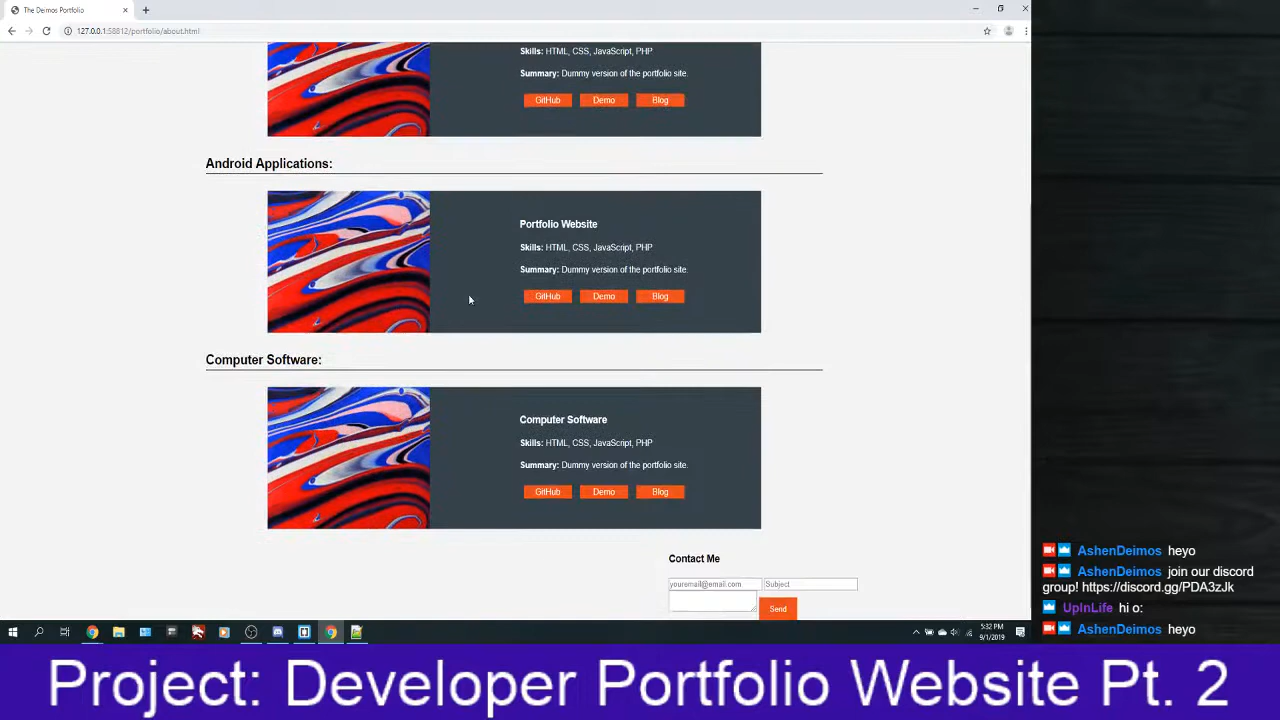 The Deimos Portfolio
127.0.0.1:58812/portfolio/about.html
Skills: HTML, CSS, JavaScript, PHP
Summary: Dummy version of the portfolio site.
GitHub Demo Blog
Android Applications:
Portfolio Website
Skills: HTML, CSS, JavaScript, PHP
Summary: Dummy version of the portfolio site.
GitHub Demo Blog
Computer Software:
Computer Software
Skills: HTML, CSS, JavaScript, PHP
Summary: Dummy version of the portfolio site.
GitHub Demo Blog
Contact Me
youremail@email.com Subject
Send
AshenDeimos heyo
AshenDeimos join our discord
group! https://discord.gg/PDA3zJk
UpInLife hi o:
AshenDeimos heyo
5:32 PM
9/1/2019
Project: Developer Portfolio Website Pt. 2